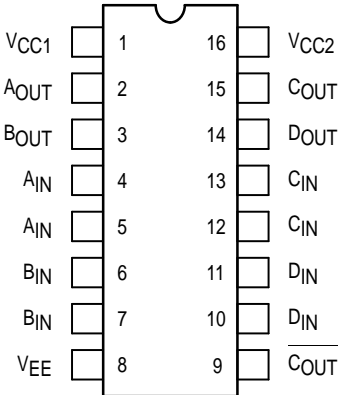 VCC1 1 16 VCC2
AOUT 2 15 COUT
BOUT 3 14 DOUT
AIN 4 13 CIN
AIN 5 12 CIN
BIN 6 11 DIN
BIN 7 10 DIN
VEE 8 9 C̅O̅U̅T̅